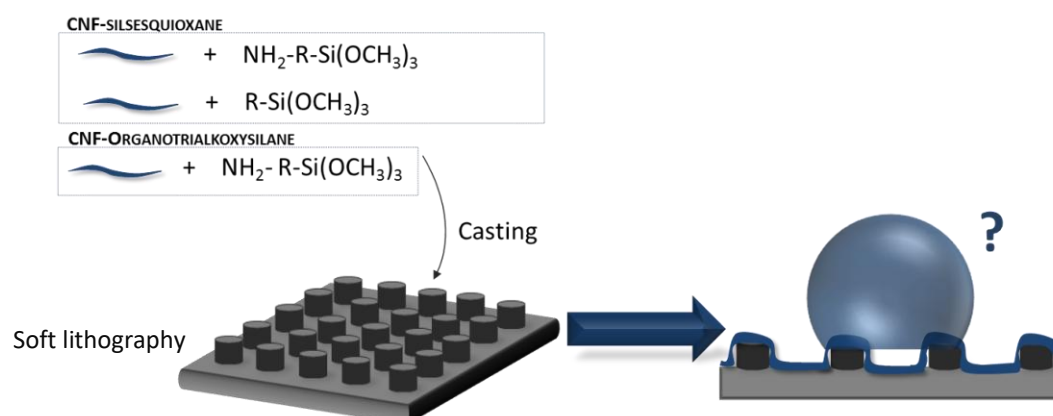 CNF-SILSESQUIOXANE
+ NH₂-R-Si(OCH₃)₃
+ R-Si(OCH₃)₃
CNF-ORGANOTRIALKOXYSILANE
+ NH₂- R-Si(OCH₃)₃
Casting
?
Soft lithography